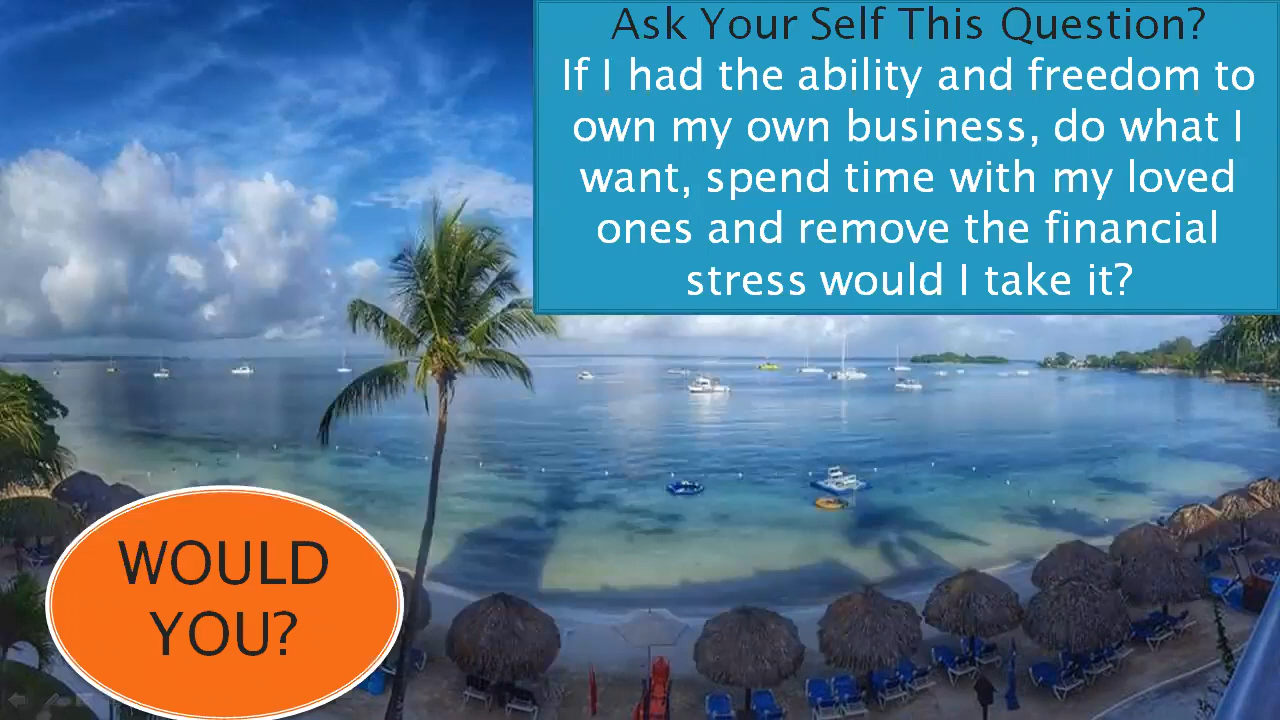 Ask Your Self This Question?
If I had the ability and freedom to
own my own business, do what I
want, spend time with my loved
ones and remove the financial
stress would I take it?
WOULD
YOU?